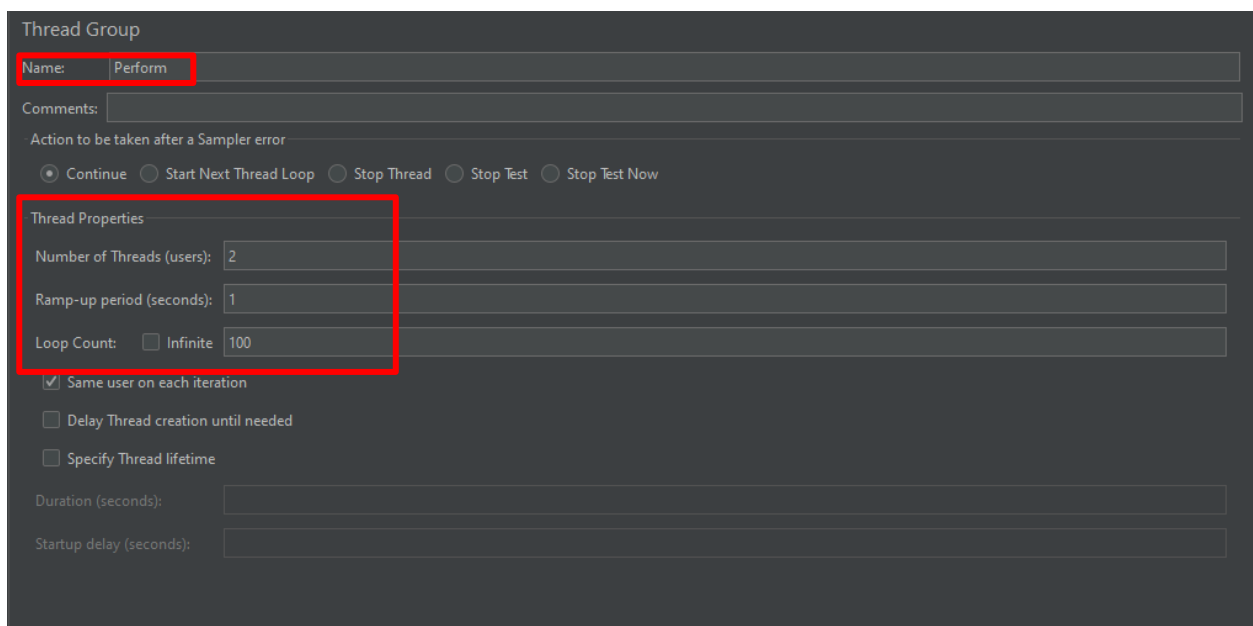 Thread Group
Name: Perform
Comments:
Action to be taken after a Sampler error
Continue Start Next Thread Loop Stop Thread Stop Test Stop Test Now
Thread Properties
Number of Threads (users): 2
Ramp-up period (seconds): 1
Loop Count: Infinite 100
Same user on each iteration
Delay Thread creation until needed
Specify Thread lifetime
Duration (seconds):
Startup delay (seconds):